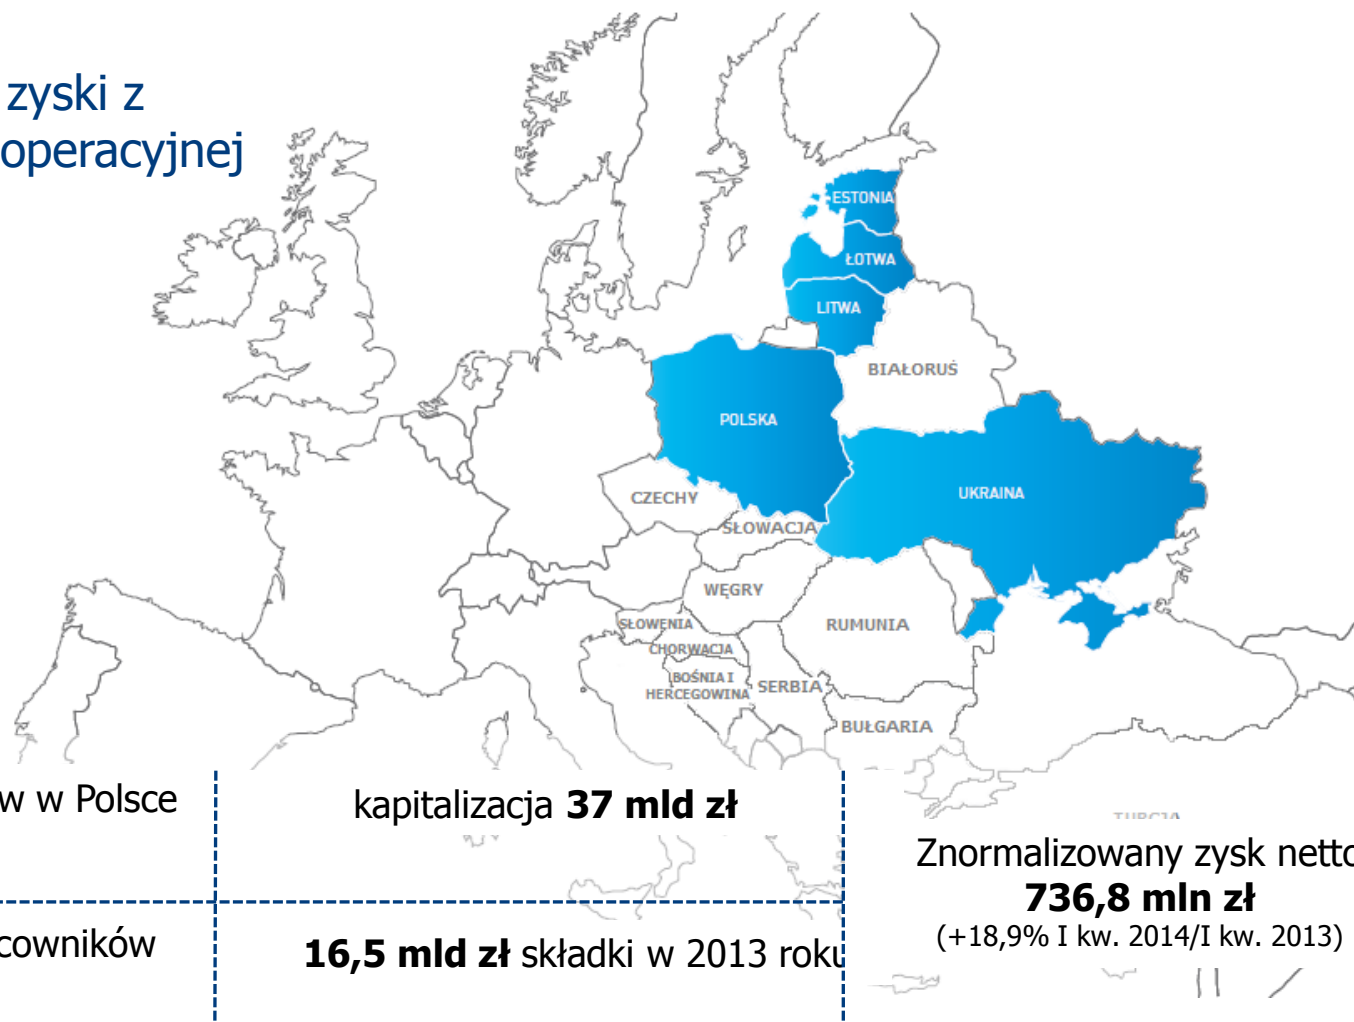 zyski z
operacyjnej
ESTONIA
ŁOTWA
LITWA
BIAŁORUŚ
POLSKA
UKRAINA
CZECHY
SŁOWACJA
WĘGRY
RUMUNIA
SŁOWENIA
CHORWACJA
BOŚNIA I
HERCEGOWINA
SERBIA
BUŁGARIA
w w Polsce
kapitalizacja 37 mld zł
TURCJA
Znormalizowany zysk netto
736,8 mln zł
(+18,9% I kw. 2014/I kw. 2013)
cowników
16,5 mld zł składki w 2013 roku